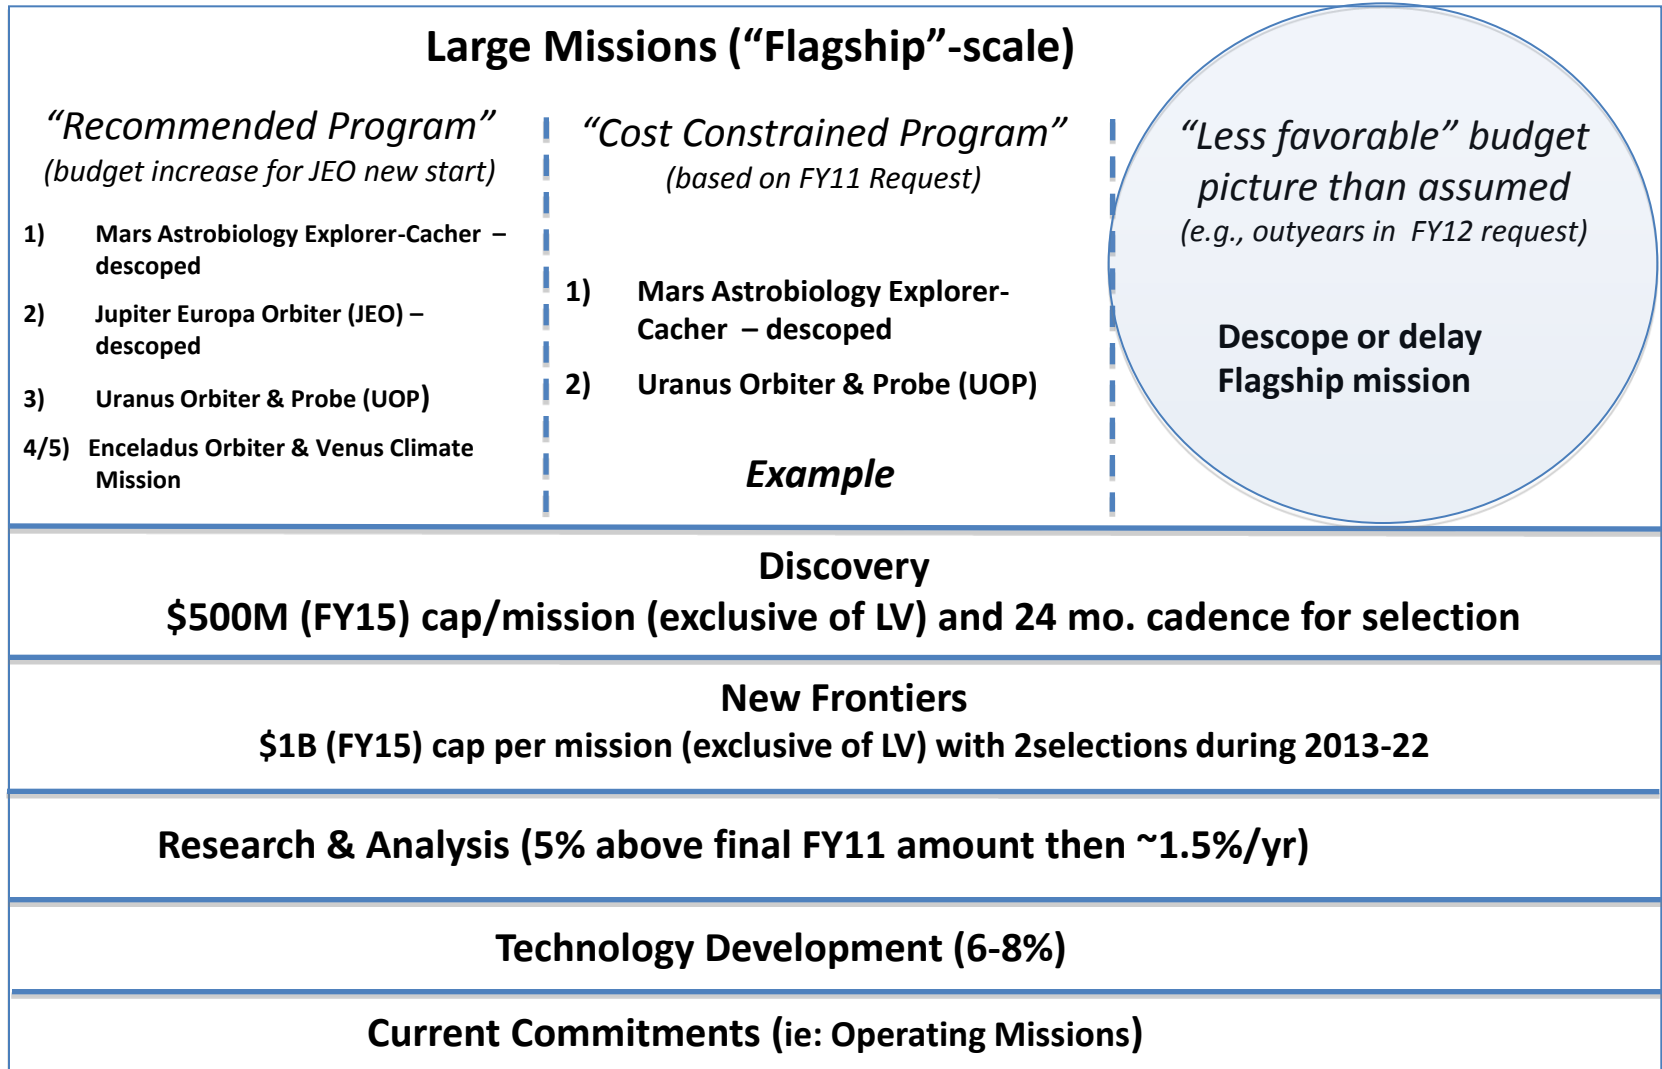 Large Missions (“Flagship”-scale)
“Recommended Program”
(budget increase for JEO new start)
1) Mars Astrobiology Explorer-Cacher –
descoped
2) Jupiter Europa Orbiter (JEO) –
descoped
3) Uranus Orbiter & Probe (UOP)
4/5) Enceladus Orbiter & Venus Climate
Mission
“Cost Constrained Program”
(based on FY11 Request)
1) Mars Astrobiology Explorer-
Cacher – descoped
2) Uranus Orbiter & Probe (UOP)
Example
“Less favorable” budget
picture than assumed
(e.g., outyears in FY12 request)
Descope or delay
Flagship mission
Discovery
$500M (FY15) cap/mission (exclusive of LV) and 24 mo. cadence for selection
New Frontiers
$1B (FY15) cap per mission (exclusive of LV) with 2selections during 2013-22
Research & Analysis (5% above final FY11 amount then ~1.5%/yr)
Technology Development (6-8%)
Current Commitments (ie: Operating Missions)